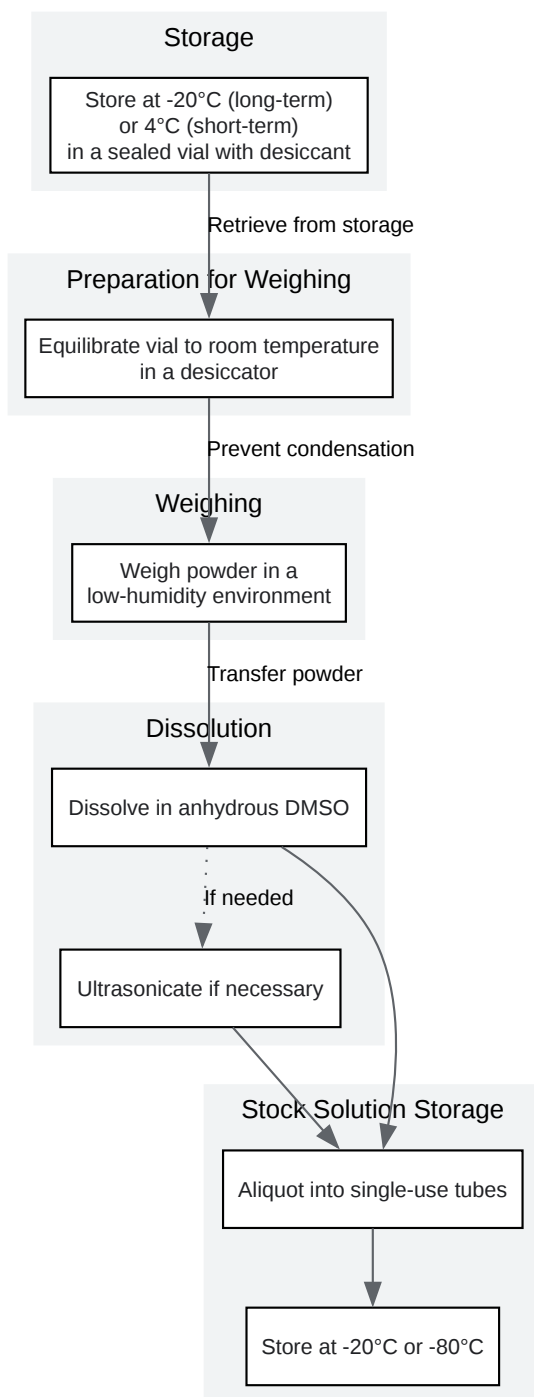 Storage
Store at -20°C (long-term)
or 4°C (short-term)
in a sealed vial with desiccant
Retrieve from storage
Preparation for Weighing
Equilibrate vial to room temperature
in a desiccator
Prevent condensation
Weighing
Weigh powder in a
low-humidity environment
Transfer powder
Dissolution
Dissolve in anhydrous DMSO
If needed
Ultrasonicate if necessary
Stock Solution Storage
Aliquot into single-use tubes
Store at -20°C or -80°C